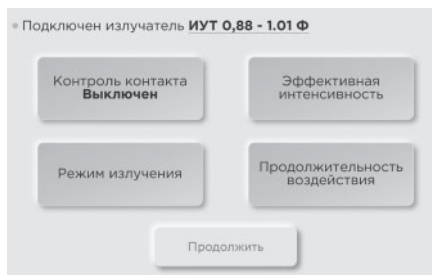 Подключен излучатель ИУТ 0,88 - 1.01 Ф
Контроль контакта
Выключен
Эффективная
интенсивность
Режим излучения
Продолжительность
воздействия
Продолжить